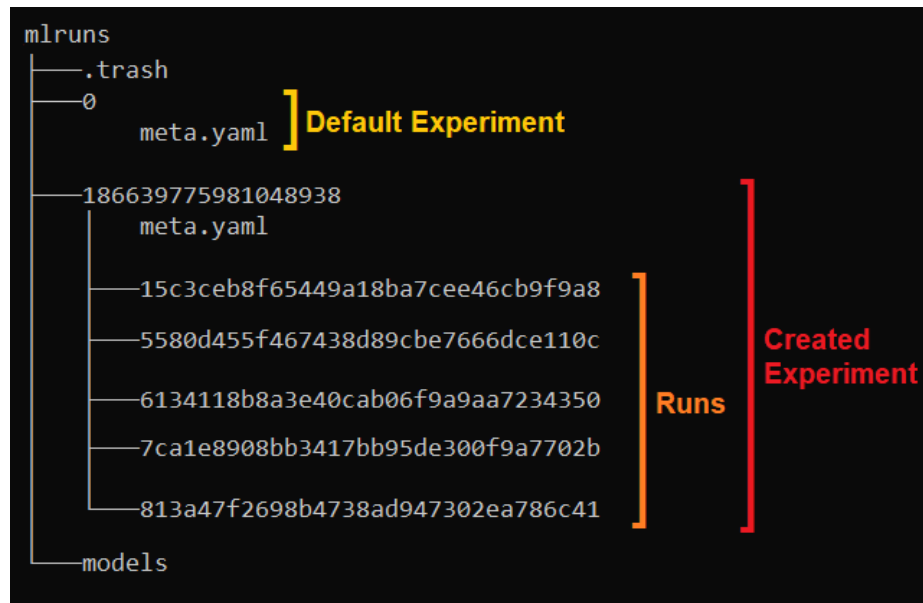 mlruns
.trash
0
meta.yaml
Default Experiment
186639775981048938
meta.yaml
15c3ceb8f65449a18ba7cee46cb9f9a8
5580d455f467438d89cbe7666dce110c
6134118b8a3e40cab06f9a9aa7234350
7ca1e8908bb3417bb95de300f9a7702b
813a47f2698b4738ad947302ea786c41
Runs
Created
Experiment
models